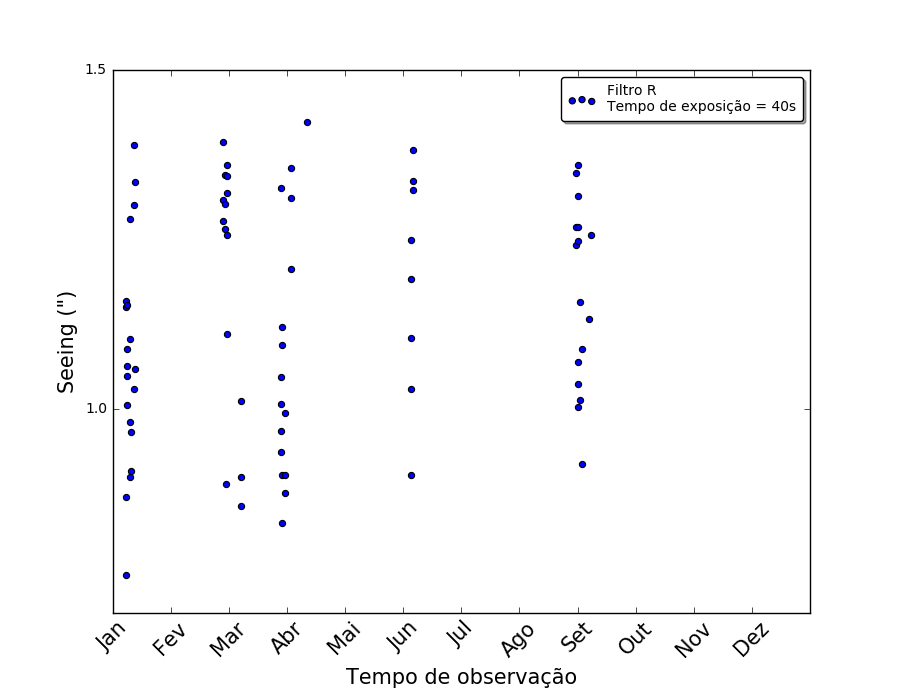 1.5
Filtro R
Tempo de exposição = 40s
Seeing (")
1.0
Jan Fev Mar Abr Mai Jun Jul Ago Set Out Nov Dez
Tempo de observação